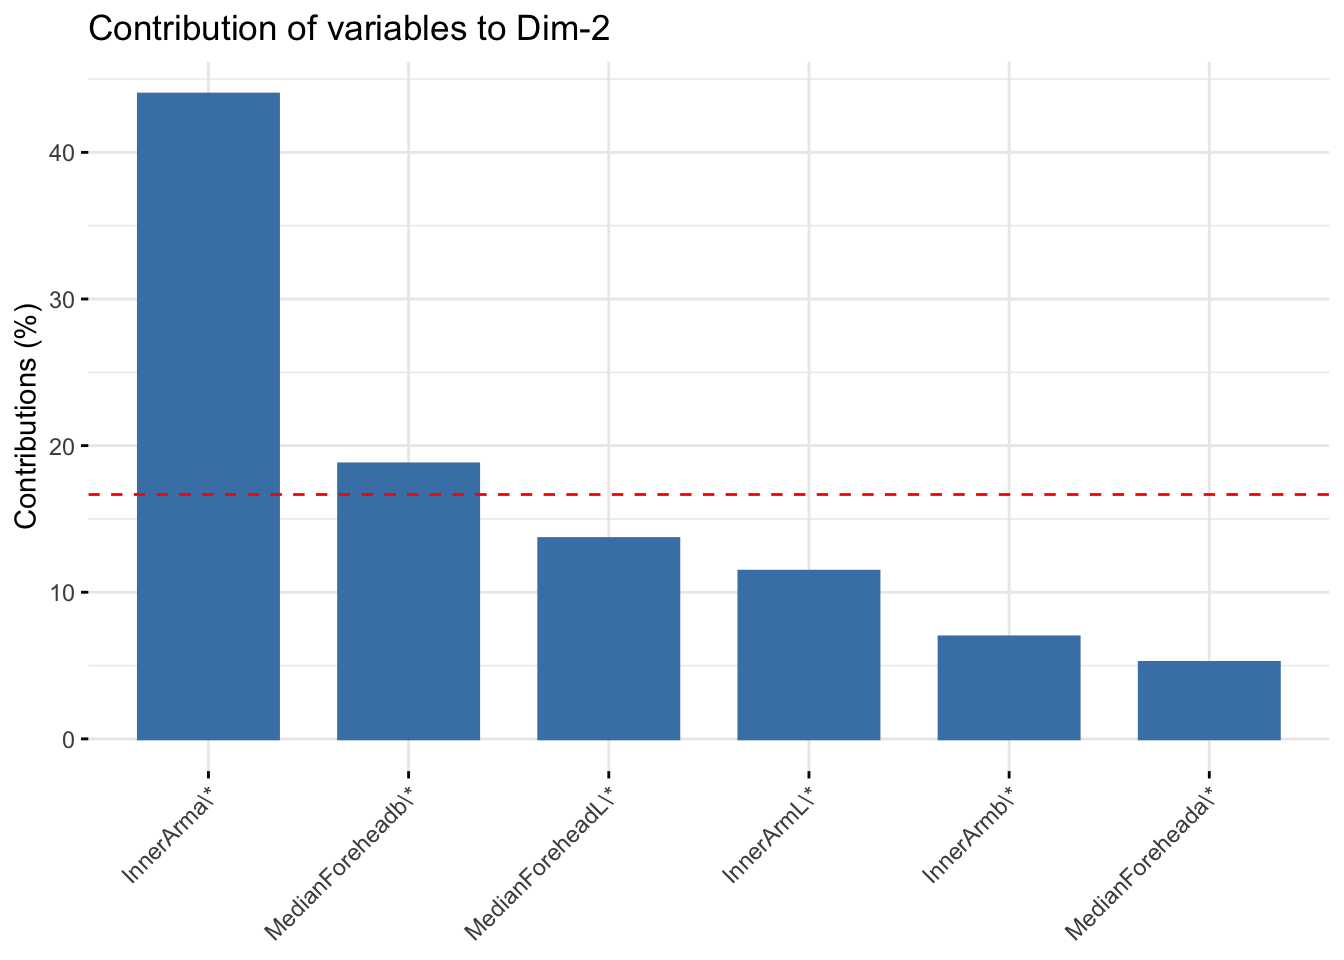 Contribution of variables to Dim-2
Contributions (%)
40
30
20
10
0
InnerArma\*
MedianForeheadb\*
MedianForeheadL\*
InnerArmL\*
InnerArmb\*
MedianForeheada\*